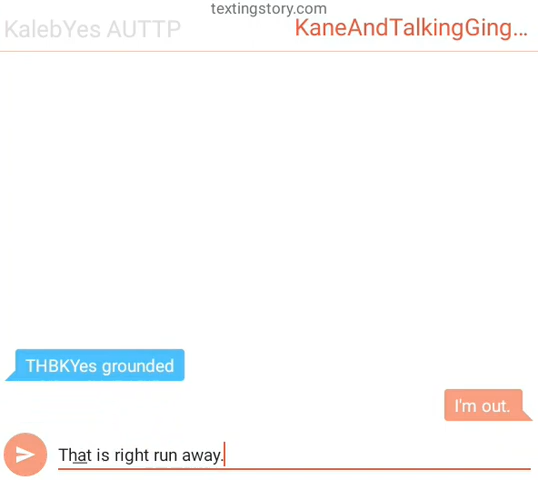 textingstory.com
KalebYes AUTTP
KaneAndTalkingGing...
THBKYes grounded
I'm out.
That is right run away.